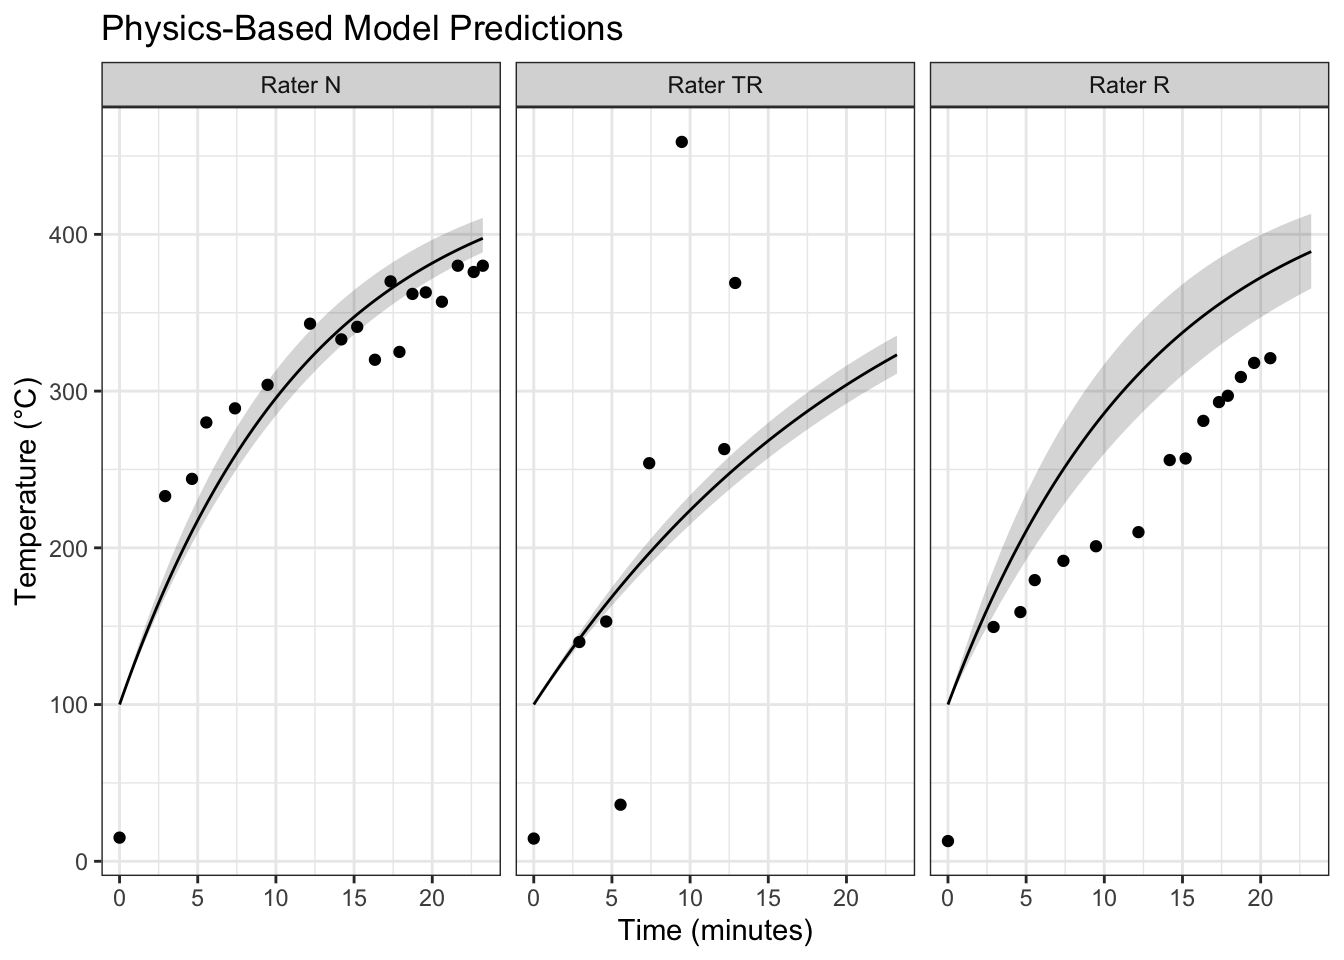 Physics-Based Model Predictions
Rater N
Rater TR
Rater R
Temperature (°C)
400
300
200
100
0
0 5 10 15 20
0 5 10 15 20
0 5 10 15 20
Time (minutes)